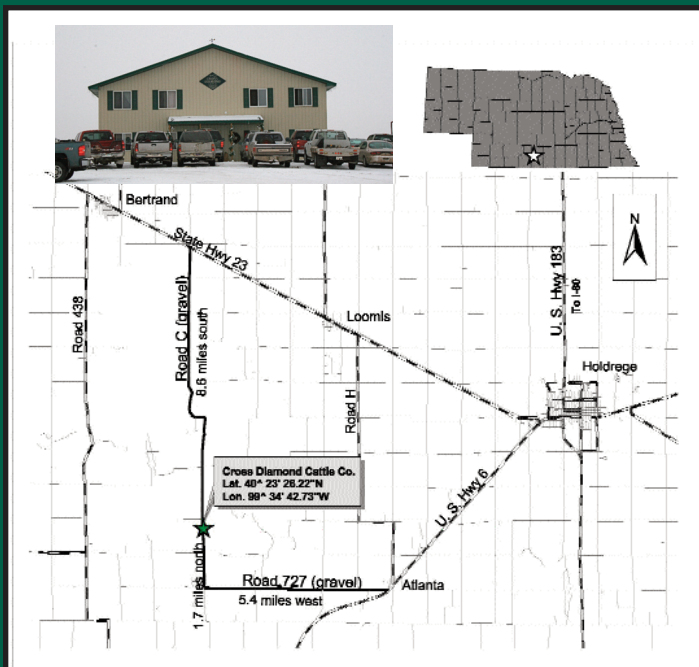 Bertrand
State Hwy 23
Road 438
Road C (gravel)
8.6 miles south
Loomis
Road H
U. S. Hwy 183
To I-80
N
Holdrege
Cross Diamond Cattle Co.
Lat. 40^ 23' 26.22"N
Lon. 99^ 34' 42.73"W
U. S. Hwy 6
1.7 miles north
Road 727 (gravel)
5.4 miles west
Atlanta